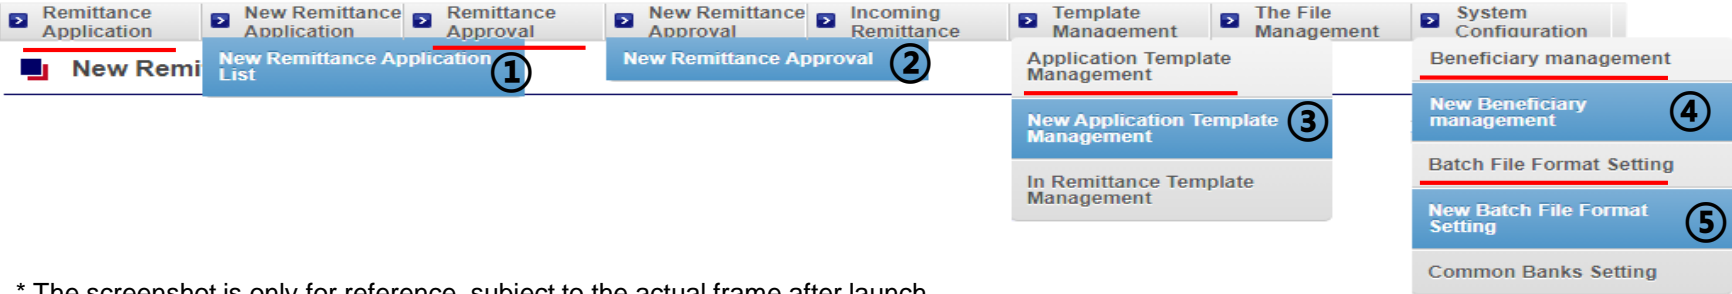 Remittance
Application
New Remittance
Application
Remittance
Approval
New Remittance
Approval
Incoming
Remittance
Template
Management
The File
Management
System
Configuration
New Remi
New Remittance Application
List
①
New Remittance Approval
②
Application Template
Management
New Application Template
Management
③
In Remittance Template
Management
Beneficiary management
New Beneficiary
management
④
Batch File Format Setting
New Batch File Format
Setting
⑤
Common Banks Setting
* The screenshot is only for reference, subject to the actual frame after launch